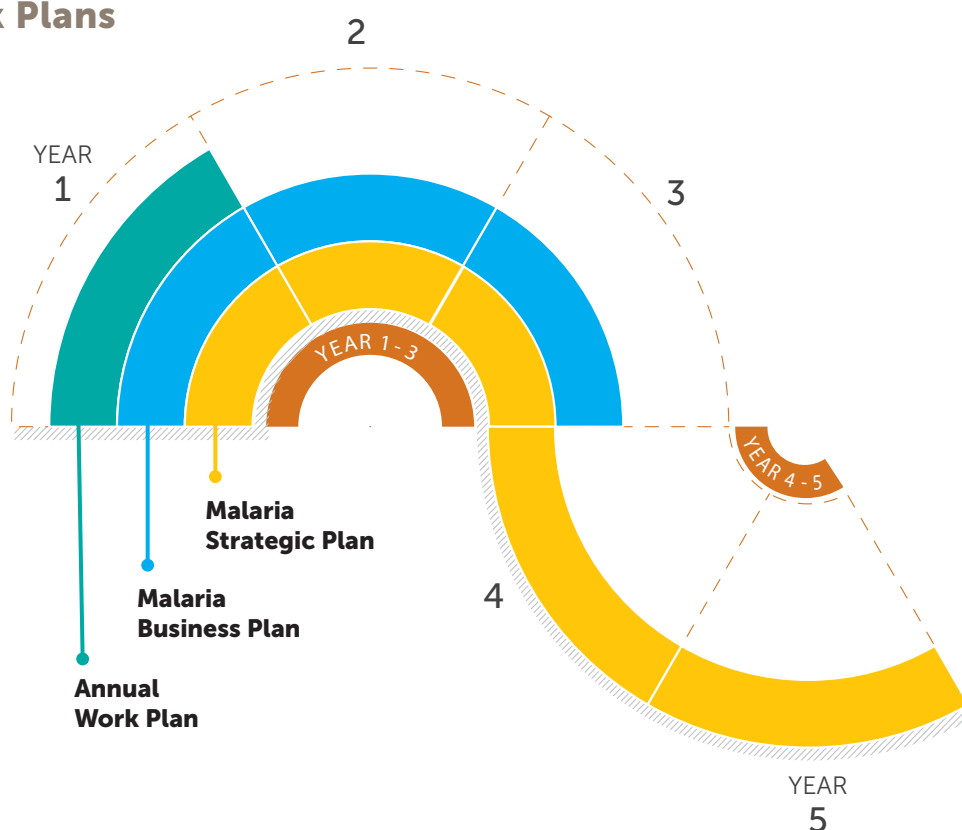 Plans
2
YEAR
1
3
YEAR 1-3
YEAR 4-5
Malaria
Strategic Plan
4
Malaria
Business Plan
Annual
Work Plan
YEAR
5